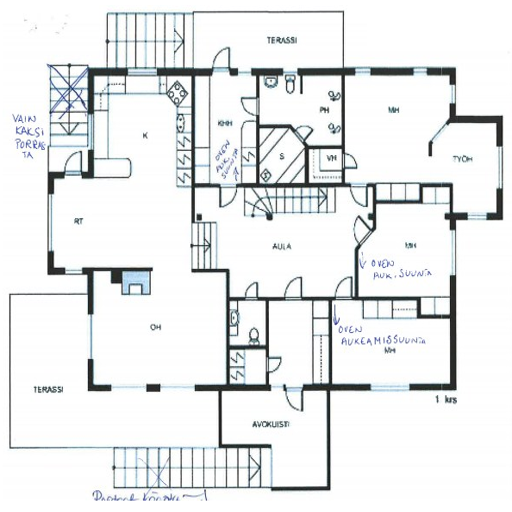 TERASSI
VAIN
KAKSI
PORRAS
TA
K
KHH
PH
MH
OVEN
AUK.
SUUNTA
S
VH
TYÖH
RT
AULA
MH
OVEN
AUK. SUUNTA
OH
OVEN
AUKEAMISSUUNTA
MH
TERASSI
1 krs
AVOKUISTI